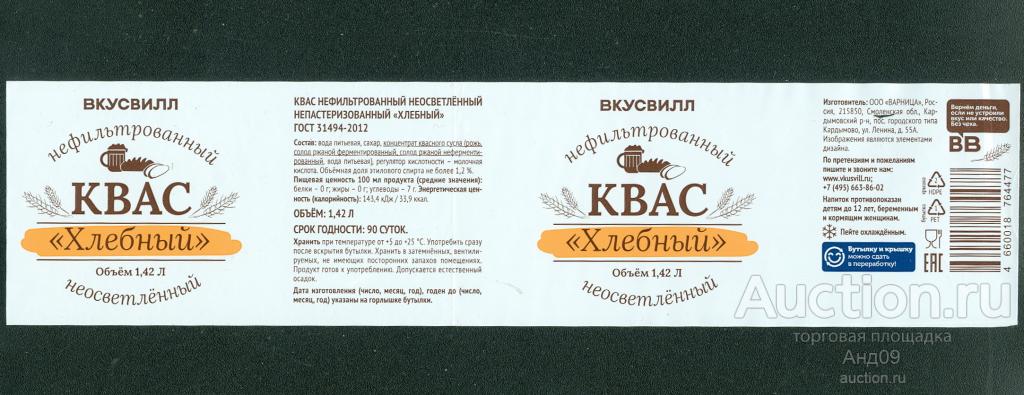 ВКУСВИЛЛ
нефильтрованный
КВАС
«Хлебный»
Объём 1,42 Л
неосветлённый
КВАС НЕФИЛЬТРОВАННЫЙ НЕОСВЕТЛЁННЫЙ
НЕПАСТЕРИЗОВАННЫЙ «ХЛЕБНЫЙ»
ГОСТ 31494-2012
Состав: вода питьевая, сахар, концентрат квасного сусла (рожь,
солод ржаной ферментированный, солод ржаной неферменти-
рованный, вода питьевая), регулятор кислотности – молочная
кислота. Объёмная доля этилового спирта не более 1,2 %.
Пищевая ценность 100 мл продукта (средние значения):
белки – 0 г; жиры – 0 г; углеводы – 7 г. Энергетическая цен-
ность (калорийность): 143,4 кДж / 33,9 ккал.
ОБЪЁМ: 1,42 Л
СРОК ГОДНОСТИ: 90 СУТОК.
Хранить при температуре от +5 до +25 °С. Употребить сразу
после вскрытия бутылки. Хранить в затемнённых, вентили-
руемых, не имеющих посторонних запахов помещениях.
Продукт готов к употреблению. Допускается естественный
осадок.
Дата изготовления (число, месяц, год), годен до (число,
месяц, год) указаны на горлышке бутылки.
ВКУСВИЛЛ
нефильтрованный
КВАС
«Хлебный»
Объём 1,42 Л
неосветлённый
Изготовитель: ООО «ВАРНИЦА», Рос-
сия, 215850, Смоленская обл., Кар-
дымовский р-н, пос. городского типа
Кардымово, ул. Ленина, д. 55А.
Изображения являются элементами
дизайна.
По претензиям и пожеланиям
пишите и звоните нам:
www.vkusvill.ru;
+7 (495) 663-86-02
Напиток противопоказан
детям до 12 лет, беременным
и кормящим женщинам.
Пейте охлаждённым.
Бутылку и крышку
можно сдать
в переработку!
Вернём деньги,
если не устроили
вкус или качество.
Без чека.
ВВ
крышка
HDPE
бутылка
PET
EAC
4 660018 764477
Auction.ru
торговая площадка
Анд09
auction.ru